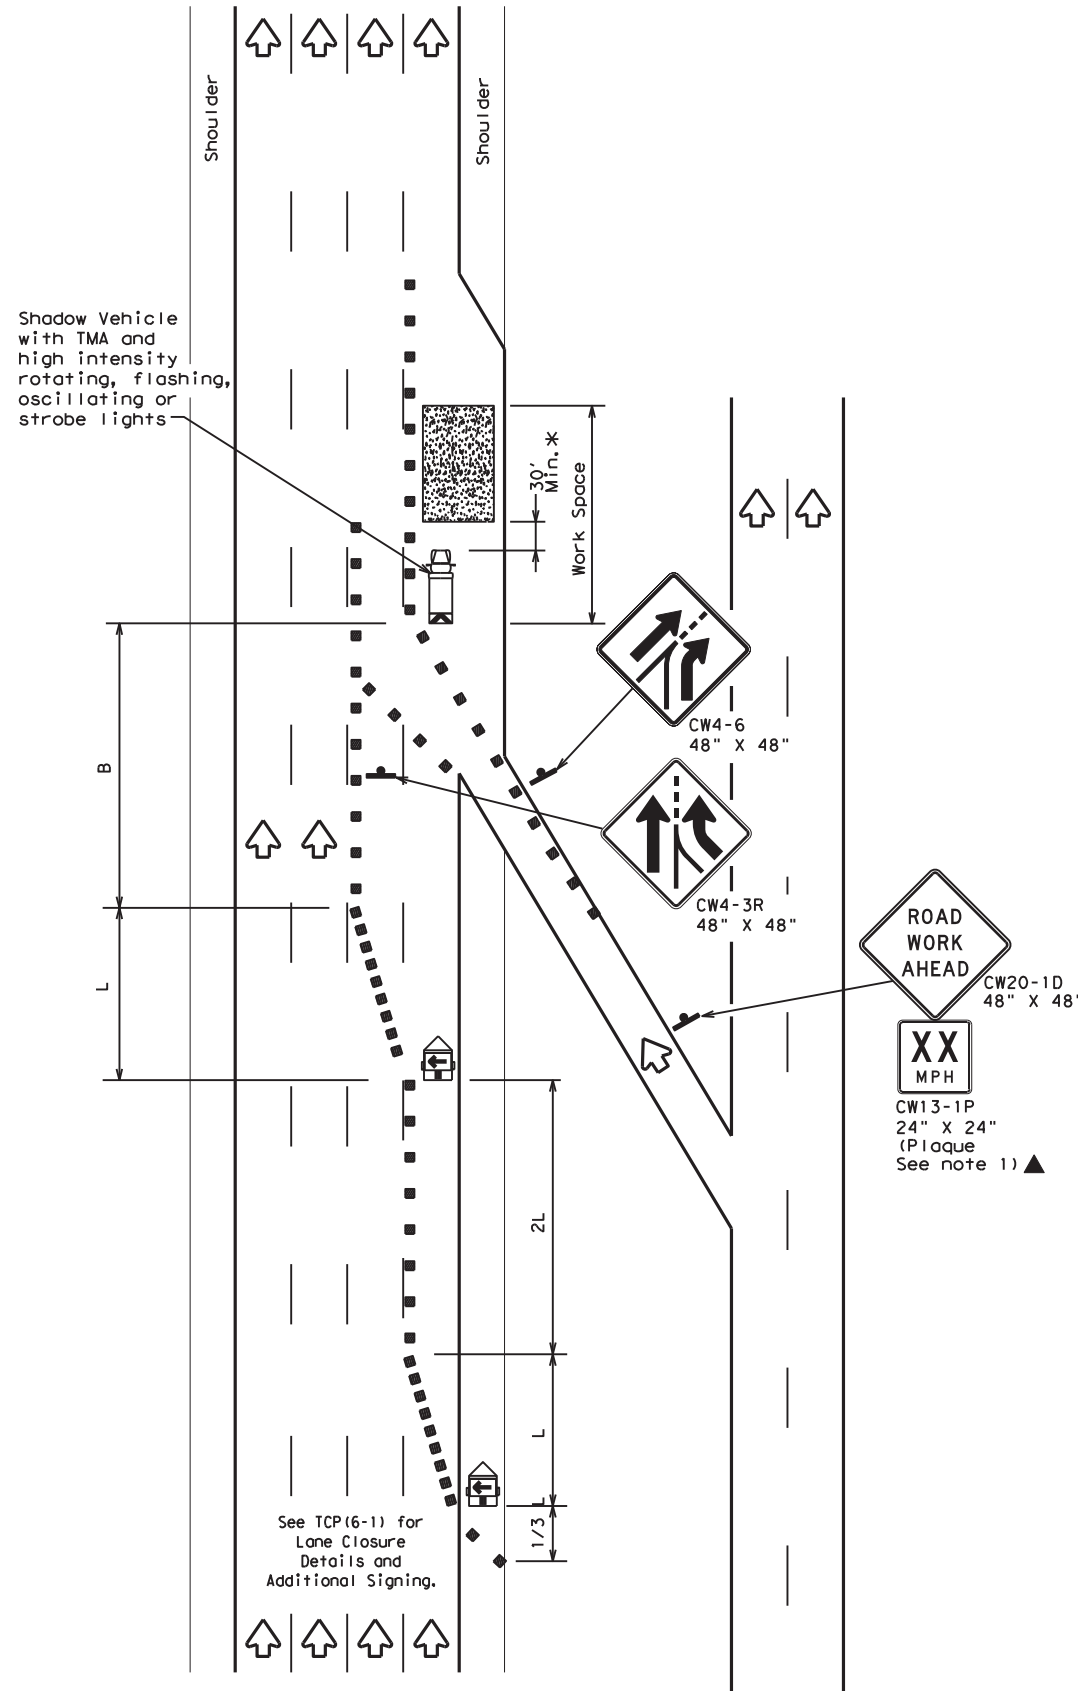 Shoulder
Shoulder
Shadow Vehicle
with TMA and
high intensity
rotating, flashing,
oscillating or
strobe lights
30'
Min.*
Work Space
CW4-6
48" X 48"
B
CW4-3R
48" X 48"
ROAD
WORK
AHEAD
CW20-1D
48" X 48"
XX
MPH
CW13-1P
24" X 24"
(Plaque
See note 1)▲
L
2L
L
1/3 L
See TCP(6-1) for
Lane Closure
Details and
Additional Signing.